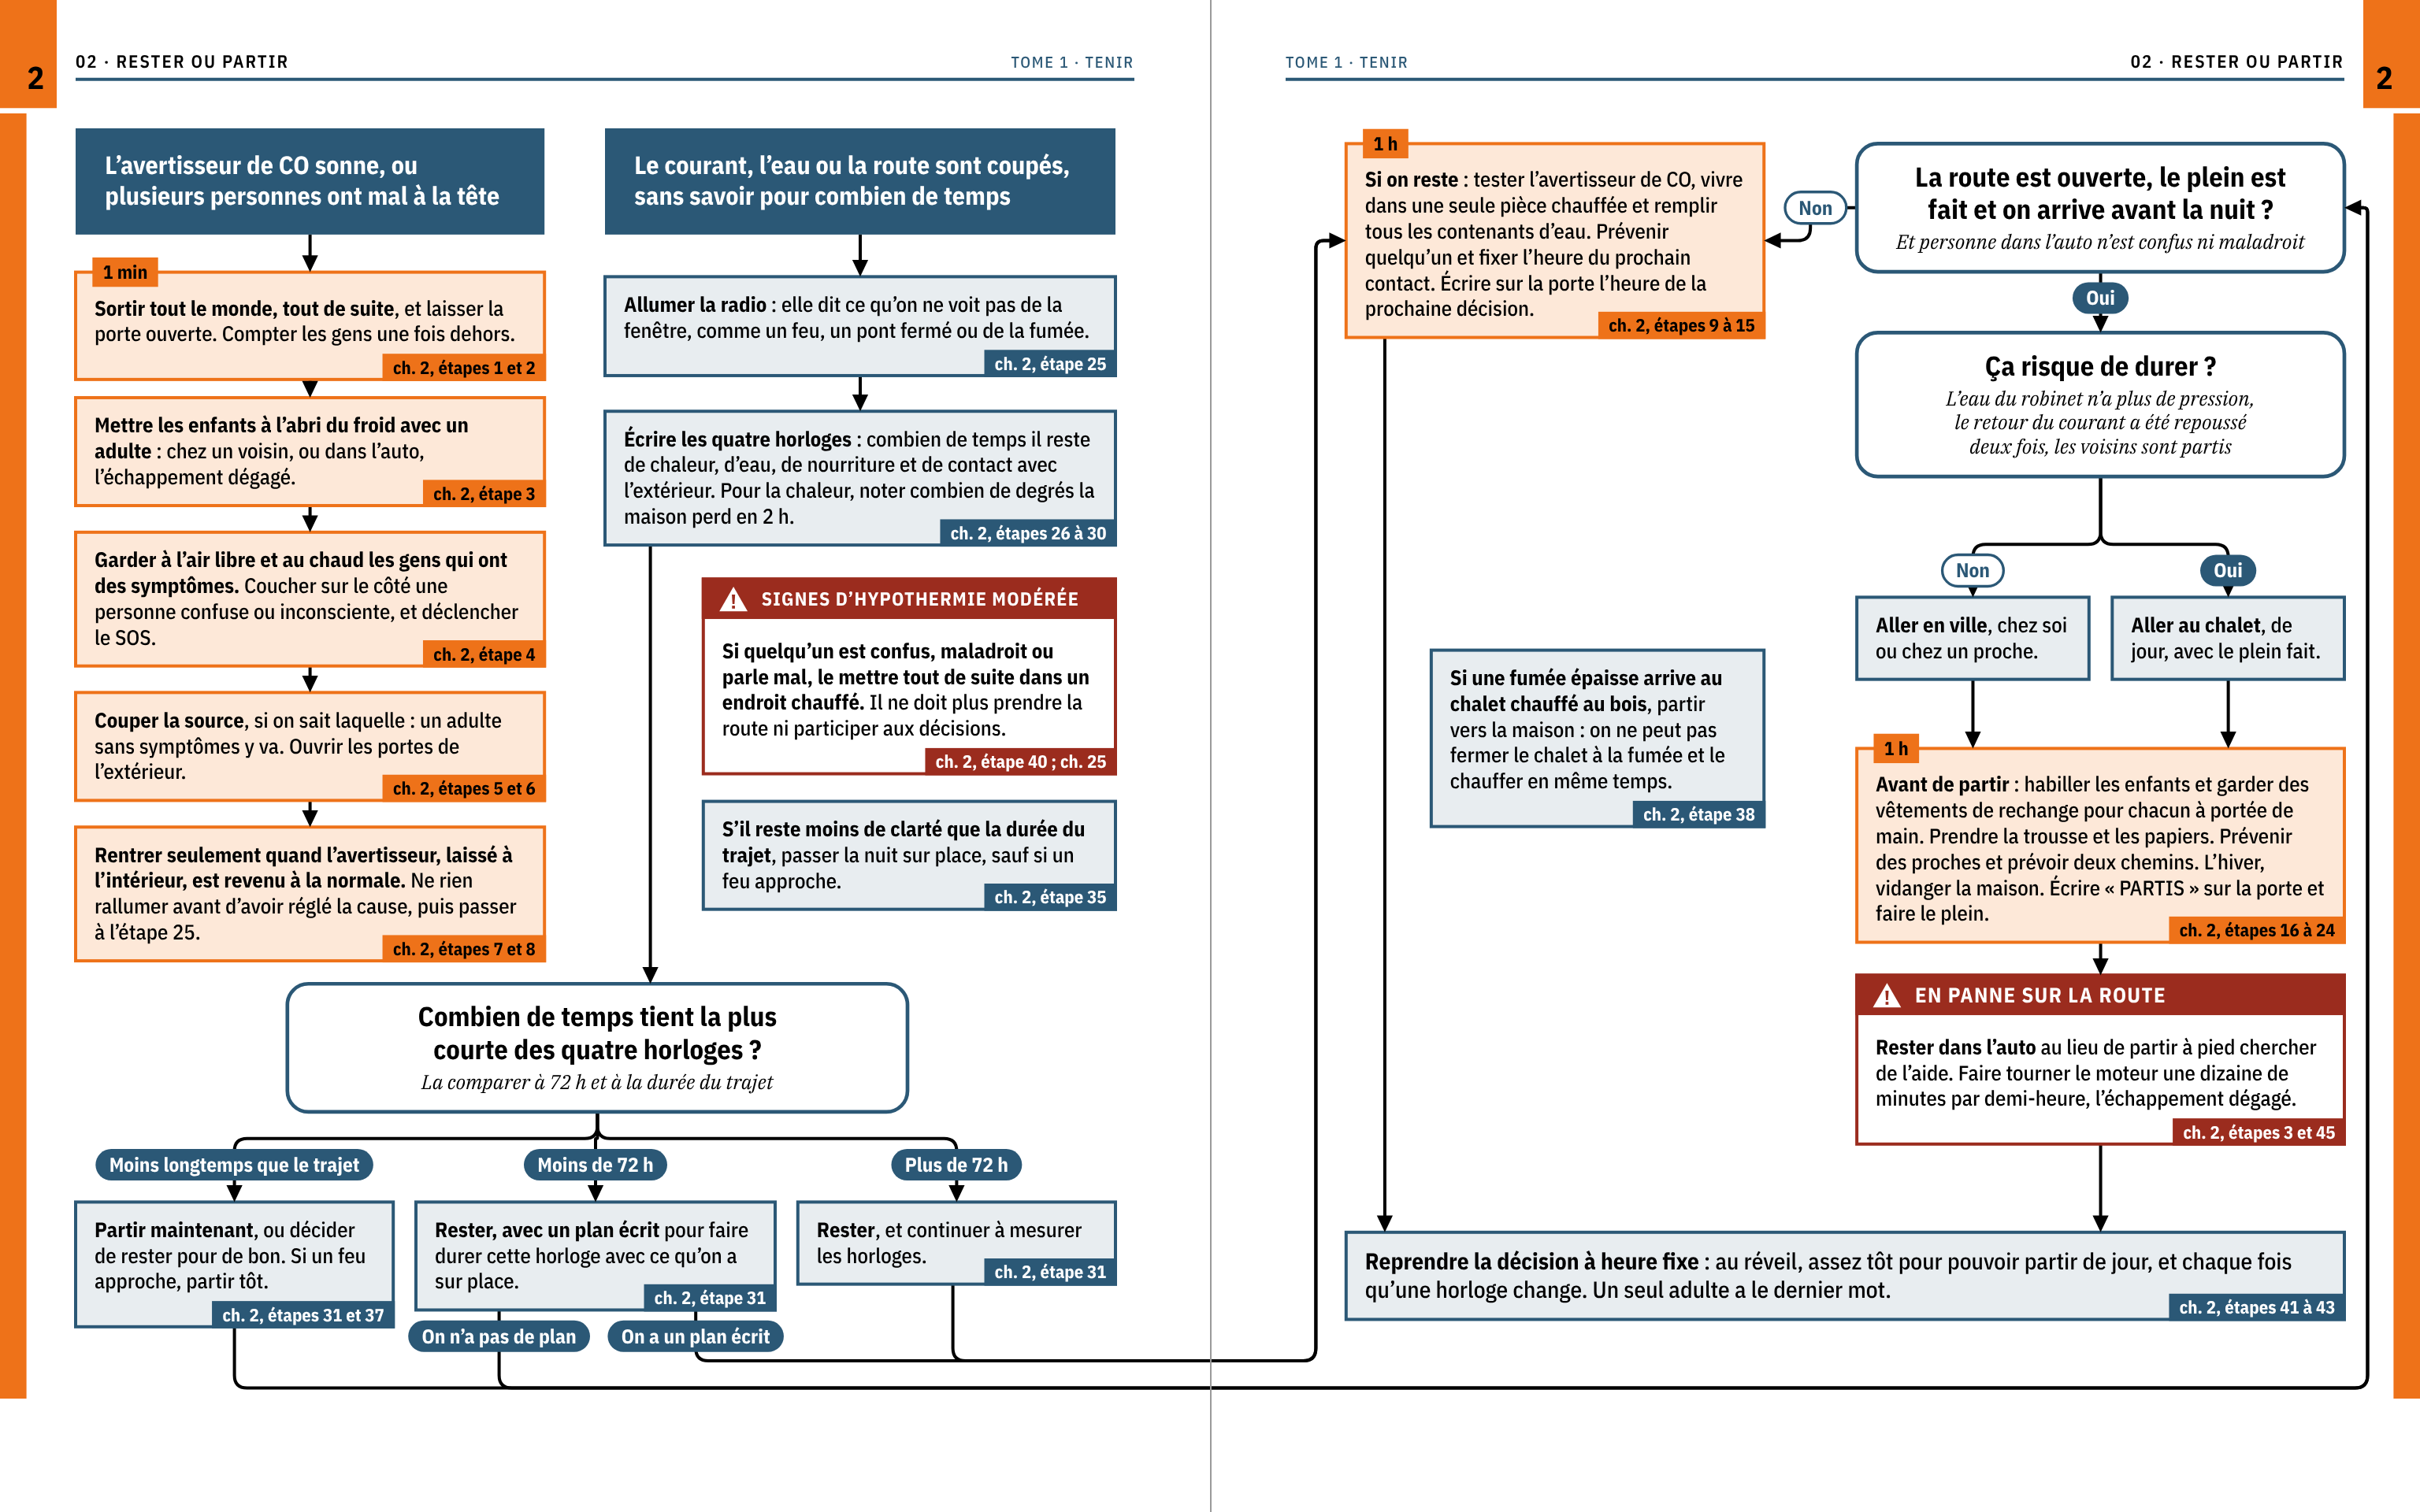 2
02 · RESTER OU PARTIR
TOME 1 · TENIR
L’avertisseur de CO sonne, ou
plusieurs personnes ont mal à la tête
1 min
Sortir tout le monde, tout de suite, et laisser la
porte ouverte. Compter les gens une fois dehors.
ch. 2, étapes 1 et 2
Mettre les enfants à l’abri du froid avec un
adulte : chez un voisin, ou dans l’auto,
l’échappement dégagé.
ch. 2, étape 3
Garder à l’air libre et au chaud les gens qui ont
des symptômes. Coucher sur le côté une
personne confuse ou inconsciente, et déclencher
le SOS.
ch. 2, étape 4
Couper la source, si on sait laquelle : un adulte
sans symptômes y va. Ouvrir les portes de
l’extérieur.
ch. 2, étapes 5 et 6
Rentrer seulement quand l’avertisseur, laissé à
l’intérieur, est revenu à la normale. Ne rien
rallumer avant d’avoir réglé la cause, puis passer
à l’étape 25.
ch. 2, étapes 7 et 8
Le courant, l’eau ou la route sont coupés,
sans savoir pour combien de temps
Allumer la radio : elle dit ce qu’on ne voit pas de la
fenêtre, comme un feu, un pont fermé ou de la fumée.
ch. 2, étape 25
Écrire les quatre horloges : combien de temps il reste
de chaleur, d’eau, de nourriture et de contact avec
l’extérieur. Pour la chaleur, noter combien de degrés la
maison perd en 2 h.
ch. 2, étapes 26 à 30
SIGNES D’HYPOTHERMIE MODÉRÉE
Si quelqu’un est confus, maladroit ou
parle mal, le mettre tout de suite dans un
endroit chauffé. Il ne doit plus prendre la
route ni participer aux décisions.
ch. 2, étape 40 ; ch. 25
S’il reste moins de clarté que la durée du
trajet, passer la nuit sur place, sauf si un
feu approche.
ch. 2, étape 35
Combien de temps tient la plus
courte des quatre horloges ?
La comparer à 72 h et à la durée du trajet
Moins longtemps que le trajet
Moins de 72 h
Plus de 72 h
Partir maintenant, ou décider
de rester pour de bon. Si un feu
approche, partir tôt.
ch. 2, étapes 31 et 37
Rester, avec un plan écrit pour faire
durer cette horloge avec ce qu’on a
sur place.
ch. 2, étape 31
Rester, et continuer à mesurer
les horloges.
ch. 2, étape 31
On n’a pas de plan
On a un plan écrit
TOME 1 · TENIR
02 · RESTER OU PARTIR
2
1 h
Si on reste : tester l’avertisseur de CO, vivre
dans une seule pièce chauffée et remplir
tous les contenants d’eau. Prévenir
quelqu’un et fixer l’heure du prochain
contact. Écrire sur la porte l’heure de la
prochaine décision.
ch. 2, étapes 9 à 15
Non
La route est ouverte, le plein est
fait et on arrive avant la nuit ?
Et personne dans l’auto n’est confus ni maladroit
Oui
Ça risque de durer ?
L’eau du robinet n’a plus de pression,
le retour du courant a été repoussé
deux fois, les voisins sont partis
Non
Oui
Aller en ville, chez soi
ou chez un proche.
Aller au chalet, de
jour, avec le plein fait.
Si une fumée épaisse arrive au
chalet chauffé au bois, partir
vers la maison : on ne peut pas
fermer le chalet à la fumée et le
chauffer en même temps.
ch. 2, étape 38
1 h
Avant de partir : habiller les enfants et garder des
vêtements de rechange pour chacun à portée de
main. Prendre la trousse et les papiers. Prévenir
des proches et prévoir deux chemins. L’hiver,
vidanger la maison. Écrire « PARTIS » sur la porte et
faire le plein.
ch. 2, étapes 16 à 24
EN PANNE SUR LA ROUTE
Rester dans l’auto au lieu de partir à pied chercher
de l’aide. Faire tourner le moteur une dizaine de
minutes par demi-heure, l’échappement dégagé.
ch. 2, étapes 3 et 45
Reprendre la décision à heure fixe : au réveil, assez tôt pour pouvoir partir de jour, et chaque fois
qu’une horloge change. Un seul adulte a le dernier mot.
ch. 2, étapes 41 à 43